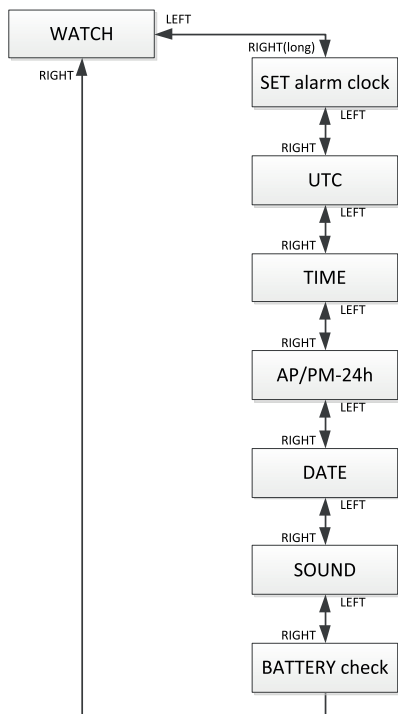 WATCH
LEFT
RIGHT(long)
RIGHT
SET alarm clock
LEFT
RIGHT
UTC
LEFT
RIGHT
TIME
LEFT
RIGHT
AP/PM-24h
LEFT
RIGHT
DATE
LEFT
RIGHT
SOUND
LEFT
RIGHT
BATTERY check